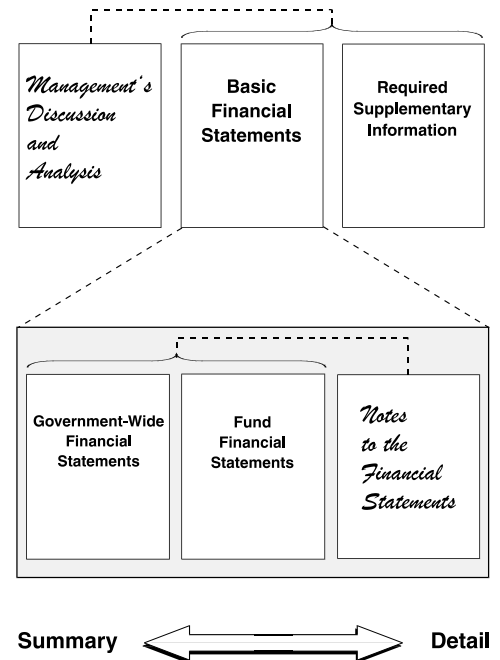 Management's
Discussion
and
Analysis
Basic
Financial
Statements
Required
Supplementary
Information
Government-Wide
Financial
Statements
Fund
Financial
Statements
Notes
to the
Financial
Statements
Summary
Detail